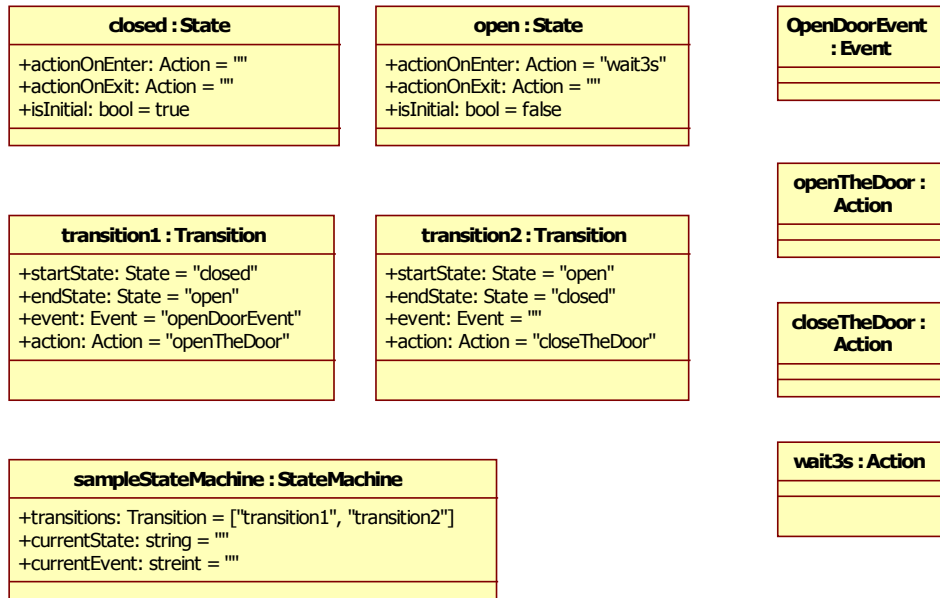 closed : State
+actionOnEnter: Action = ""
+actionOnExit: Action = ""
+isInitial: bool = true
open : State
+actionOnEnter: Action = "wait3s"
+actionOnExit: Action = ""
+isInitial: bool = false
OpenDoorEvent
: Event
openTheDoor :
Action
transition1 : Transition
+startState: State = "closed"
+endState: State = "open"
+event: Event = "openDoorEvent"
+action: Action = "openTheDoor"
transition2 : Transition
+startState: State = "open"
+endState: State = "closed"
+event: Event = ""
+action: Action = "closeTheDoor"
closeTheDoor :
Action
wait3s : Action
sampleStateMachine : StateMachine
+transitions: Transition = ["transition1", "transition2"]
+currentState: string = ""
+currentEvent: streint = ""